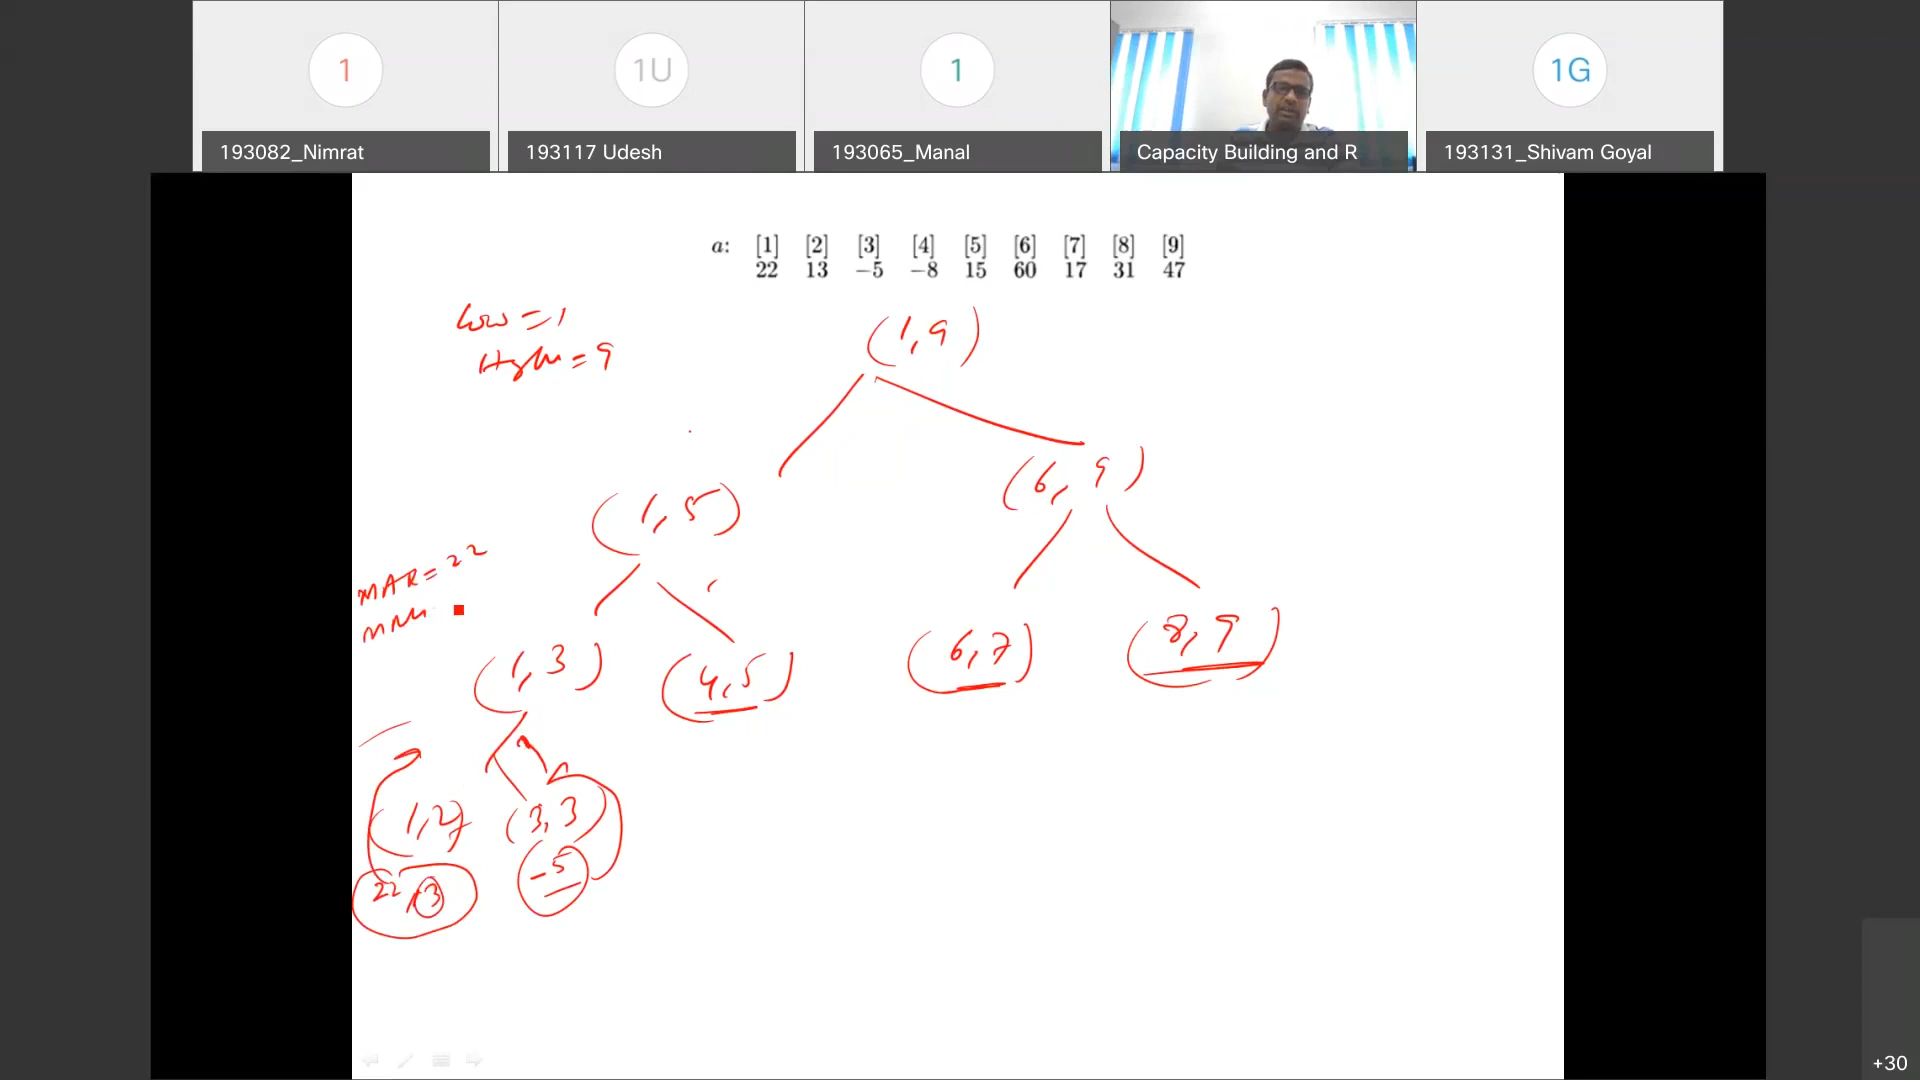 1
1U
1
1G
193082_Nimrat
193117 Udesh
193065_Manal
Capacity Building and R
193131_Shivam Goyal
a: [1] [2] [3] [4] [5] [6] [7] [8] [9]
22 13 −5 −8 15 60 17 31 47
Low = 1
High = 9
(1, 9)
(1, 5)
(6, 9)
MAX = 22
(1, 3)
(4, 5)
(6, 7)
(8, 9)
(1, 2)
(3, 3)
22, 13
-5
+30